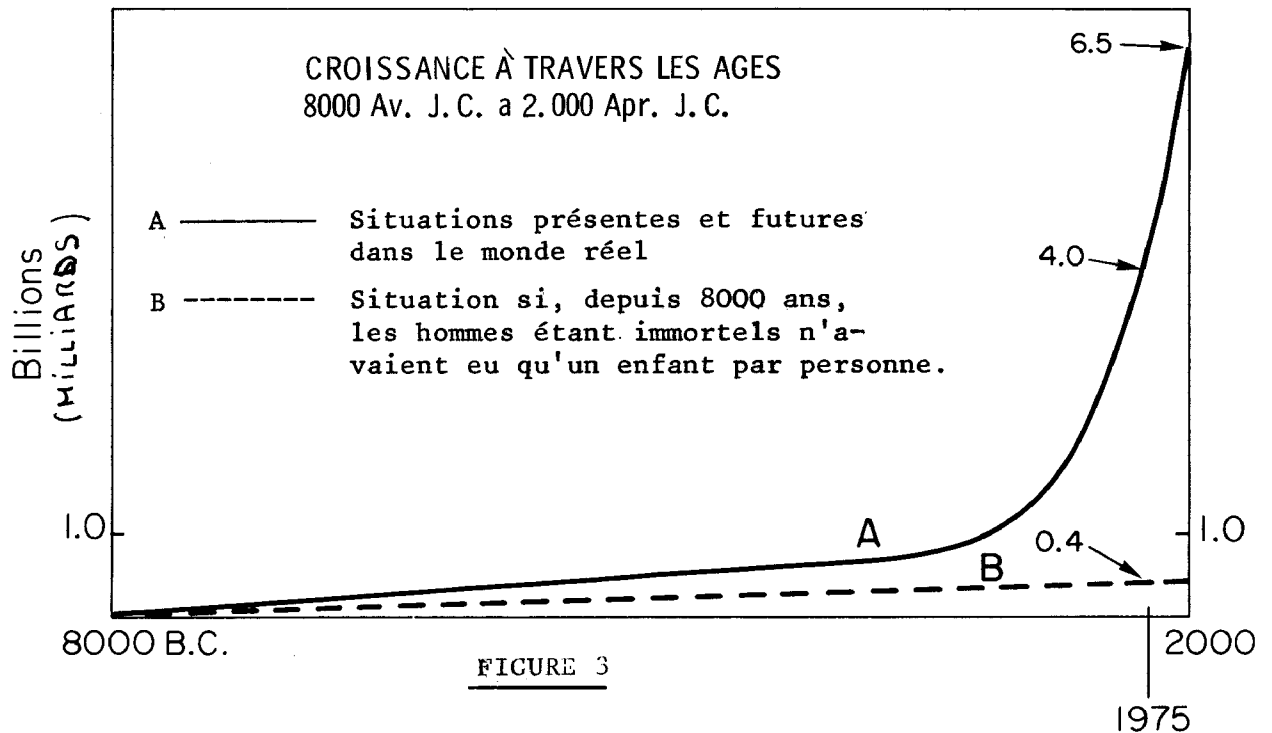 6.5
CROISSANCE À TRAVERS LES AGES
8000 Av. J. C. a 2.000 Apr. J. C.
A Situations présentes et futures
dans le monde réel
4.0
B Situation si, depuis 8000 ans,
les hommes étant immortels n'a-
vaient eu qu'un enfant par personne.
Billions
(MILLIARDS)
1.0
A
B
0.4
1.0
8000 B.C.
2000
FIGURE 3
1975